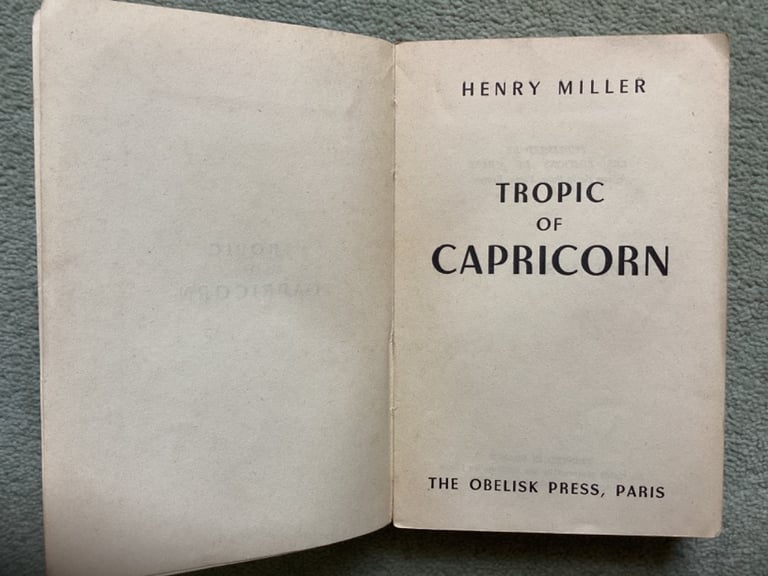 HENRY MILLER
TROPIC
OF
CAPRICORN
THE OBELISK PRESS, PARIS